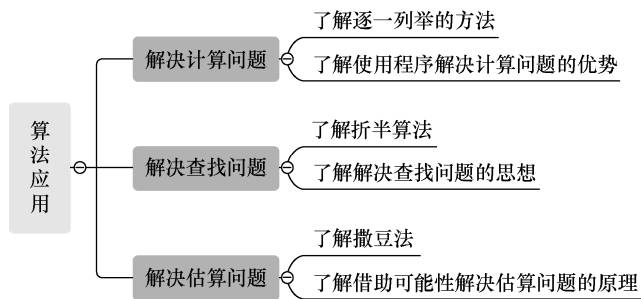 算法应用
解决计算问题
了解逐一列举的方法
了解使用程序解决计算问题的优势
解决查找问题
了解折半算法
了解解决查找问题的思想
解决估算问题
了解撒豆法
了解借助可能性解决估算问题的原理